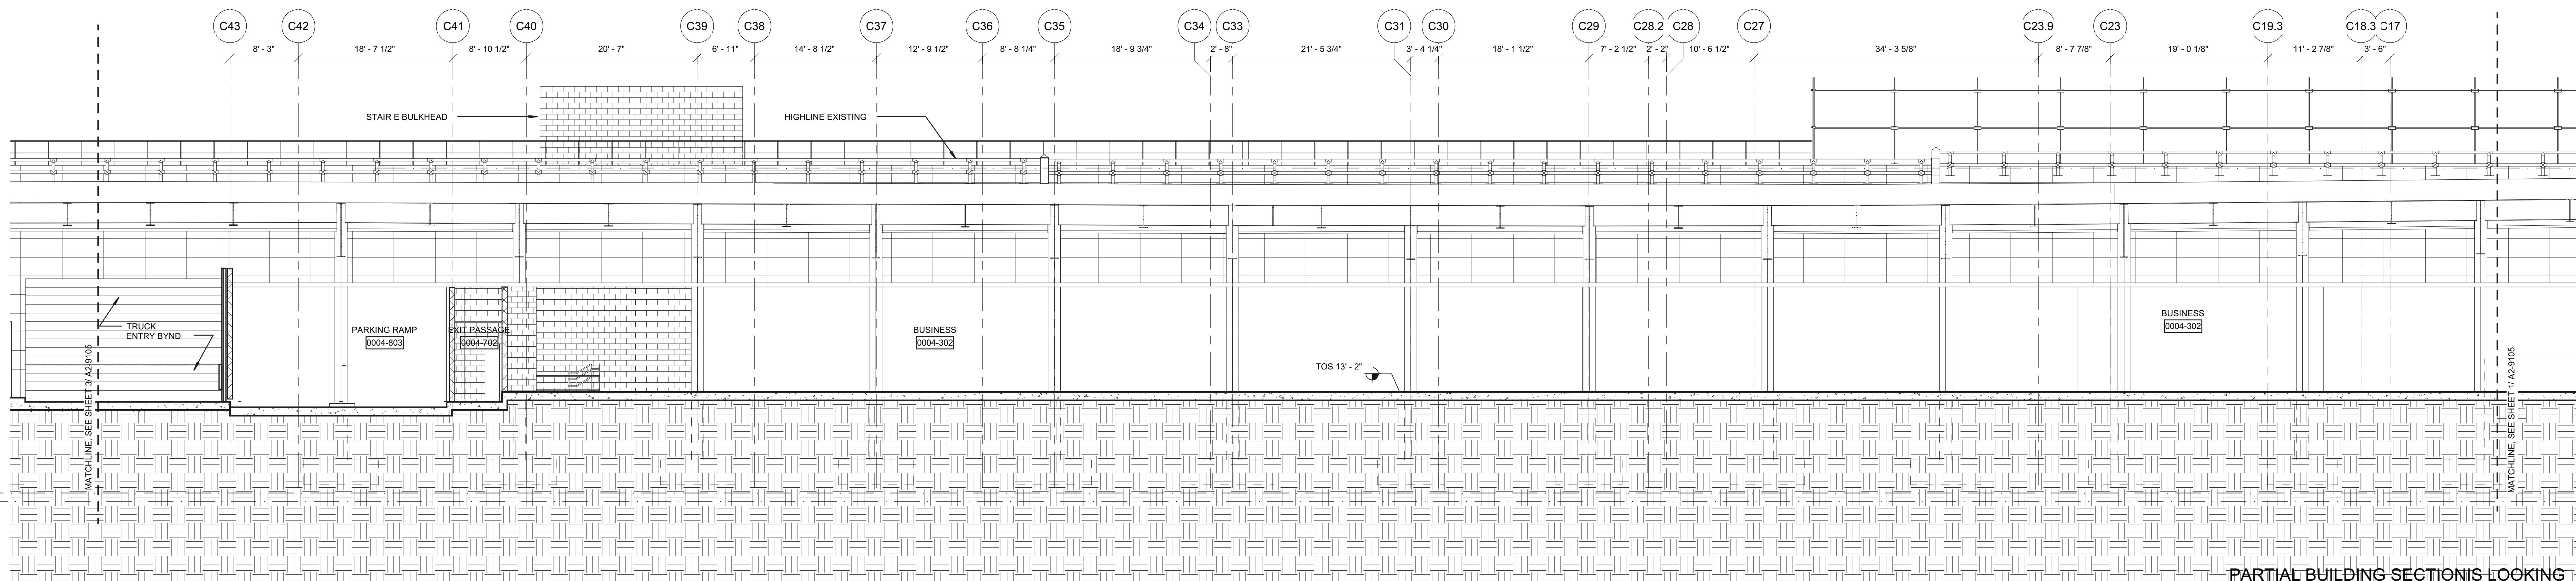 C43 C42 C41 C40 C39 C38 C37 C36 C35 C34 C33 C31 C30 C29 C28.2 C28 C27 C23.9 C23 C19.3 C18.3 C17
8' - 3" 18' - 7 1/2" 8' - 10 1/2" 20' - 7" 6' - 11" 14' - 8 1/2" 12' - 9 1/2" 8' - 8 1/4" 18' - 9 3/4" 2' - 8" 21' - 5 3/4" 3' - 4 1/4" 18' - 1 1/2" 7' - 2 1/2" 2' - 2" 10' - 6 1/2" 34' - 3 5/8" 8' - 7 7/8" 19' - 0 1/8" 11' - 2 7/8" 3' - 6"
STAIR E BULKHEAD
HIGHLINE EXISTING
TRUCK
ENTRY BYND
PARKING RAMP
0004-803
EXIT PASSAGE
0004-702
BUSINESS
0004-302
BUSINESS
0004-302
TOS 13' - 2"
MATCHLINE, SEE SHEET 3/ A2-9105
MATCHLINE, SEE SHEET 1/ A2-9105
PARTIAL BUILDING SECTIONIS LOOKING